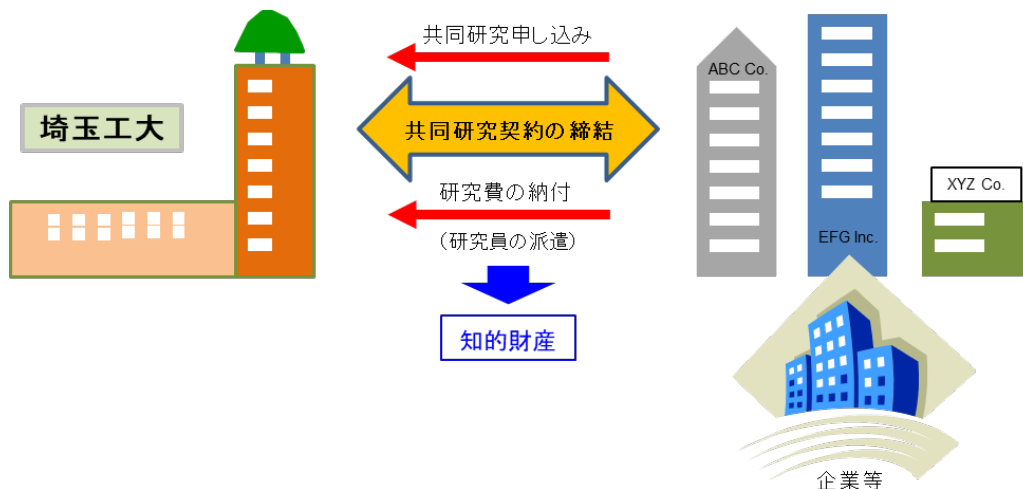 共同研究申し込み
埼玉工大
共同研究契約の締結
研究費の納付
(研究員の派遣)
知的財産
ABC Co.
EFG Inc.
XYZ Co.
企業等